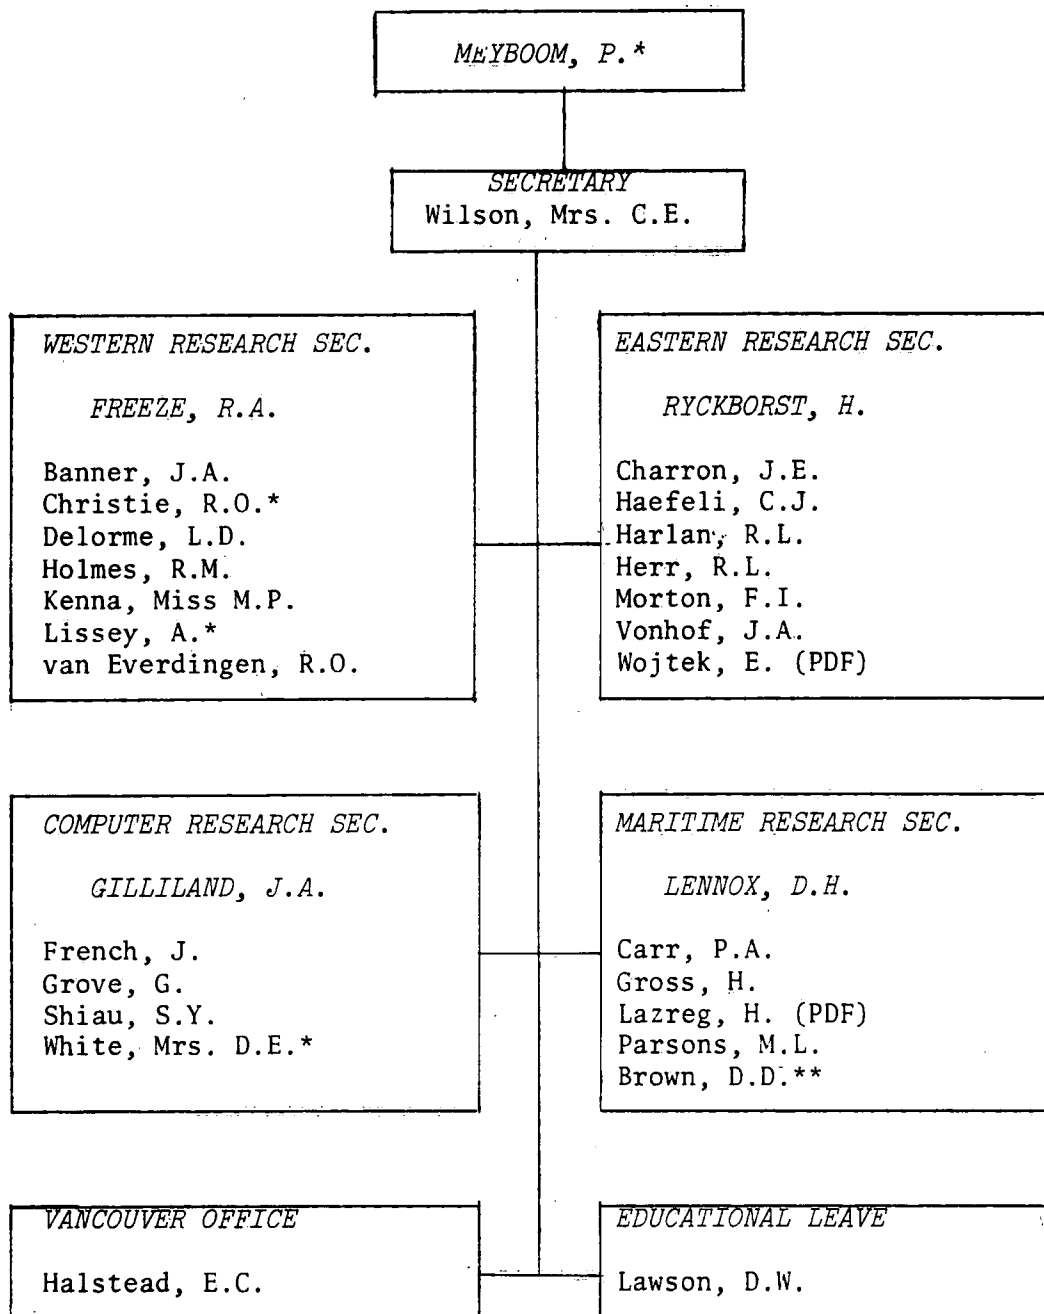 MEYBOOM, P.*
SECRETARY
Wilson, Mrs. C.E.
WESTERN RESEARCH SEC.
FREEZE, R.A.
Banner, J.A.
Christie, R.O.*
Delorme, L.D.
Holmes, R.M.
Kenna, Miss M.P.
Lissey, A.*
van Everdingen, R.O.
EASTERN RESEARCH SEC.
RYCKBORST, H.
Charron, J.E.
Haefeli, C.J.
Harlan, R.L.
Herr, R.L.
Morton, F.I.
Vonhof, J.A.
Wojtek, E. (PDF)
COMPUTER RESEARCH SEC.
GILLILAND, J.A.
French, J.
Grove, G.
Shiau, S.Y.
White, Mrs. D.E.*
MARITIME RESEARCH SEC.
LENNOX, D.H.
Carr, P.A.
Gross, H.
Lazreg, H. (PDF)
Parsons, M.L.
Brown, D.D.**
VANCOUVER OFFICE
Halstead, E.C.
EDUCATIONAL LEAVE
Lawson, D.W.